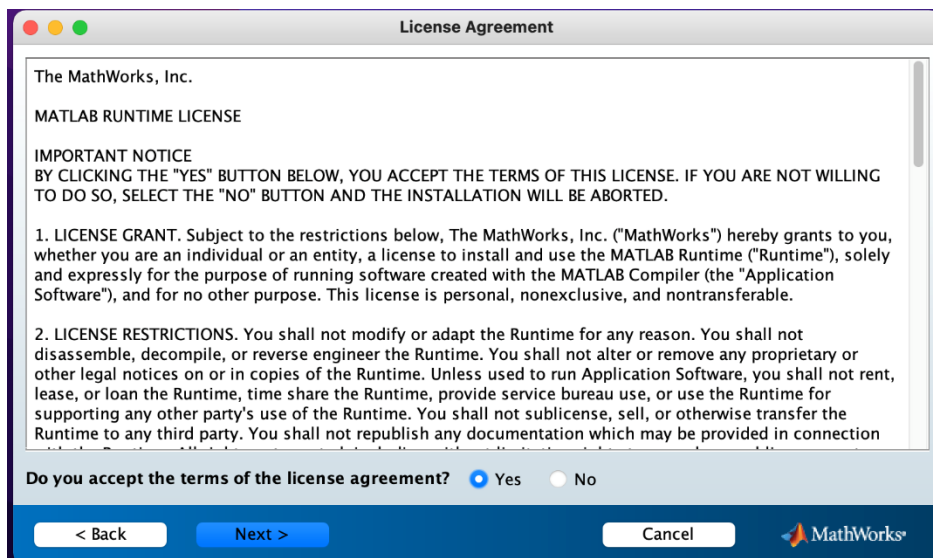 License Agreement
The MathWorks, Inc.
MATLAB RUNTIME LICENSE
IMPORTANT NOTICE
BY CLICKING THE "YES" BUTTON BELOW, YOU ACCEPT THE TERMS OF THIS LICENSE. IF YOU ARE NOT WILLING
TO DO SO, SELECT THE "NO" BUTTON AND THE INSTALLATION WILL BE ABORTED.
1. LICENSE GRANT. Subject to the restrictions below, The MathWorks, Inc. ("MathWorks") hereby grants to you,
whether you are an individual or an entity, a license to install and use the MATLAB Runtime ("Runtime"), solely
and expressly for the purpose of running software created with the MATLAB Compiler (the "Application
Software"), and for no other purpose. This license is personal, nonexclusive, and nontransferable.
2. LICENSE RESTRICTIONS. You shall not modify or adapt the Runtime for any reason. You shall not
disassemble, decompile, or reverse engineer the Runtime. You shall not alter or remove any proprietary or
other legal notices on or in copies of the Runtime. Unless used to run Application Software, you shall not rent,
lease, or loan the Runtime, time share the Runtime, provide service bureau use, or use the Runtime for
supporting any other party's use of the Runtime. You shall not sublicense, sell, or otherwise transfer the
Runtime to any third party. You shall not republish any documentation which may be provided in connection
Do you accept the terms of the license agreement? Yes No
< Back Next > Cancel MathWorks